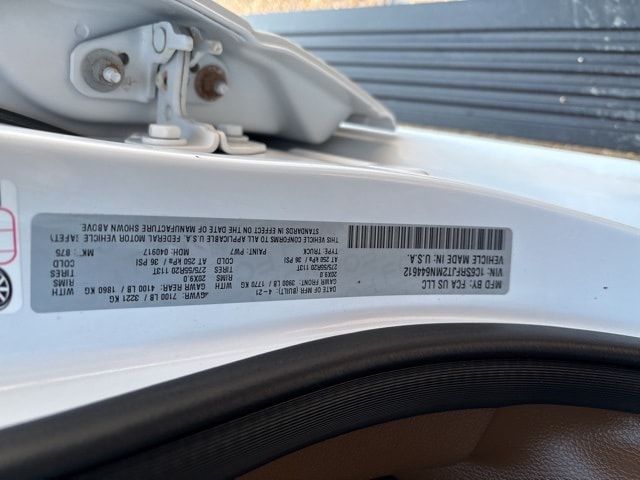 MFD BY: FCA US LLC
VIN: 1C6SRFJT2MN644612
VEHICLE MADE IN U.S.A.
DATE OF MFR (BUILT): 4-21 GVWR: 7100 LB / 3221 KG
GAWR FRONT: 3900 LB / 1770 KG GAWR REAR: 4100 LB / 1860 KG WITH
20X9.0 20X9.0 RIMS WITH
275/55R20 113T TIRES 275/55R20 113T TIRES
AT 250 kPa / 36 PSI COLD AT 250 kPa / 36 PSI COLD
TYPE: TRUCK PAINT: PW7 MDH: 040917 MK: 875
THIS VEHICLE CONFORMS TO ALL APPLICABLE U.S.A. FEDERAL MOTOR VEHICLE SAFETY
STANDARDS IN EFFECT ON THE DATE OF MANUFACTURE SHOWN ABOVE